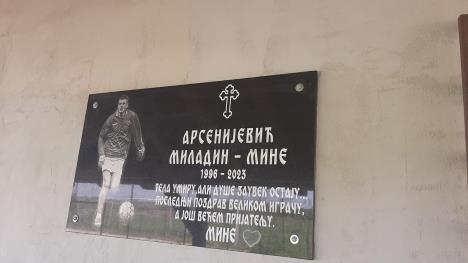 АРСЕНИЈЕВИЋ
МИЛАДИН - МИНЕ
1996 - 2023
ТЕЛА УМИРУ, АЛИ ДУШЕ ЗАУВЕК ОСТАЈУ...
ПОСЛЕДЊИ ПОЗДРАВ ВЕЛИКОМ ИГРАЧУ,
А ЈОШ ВЕЋЕМ ПРИЈАТЕЉУ.
МИНЕ